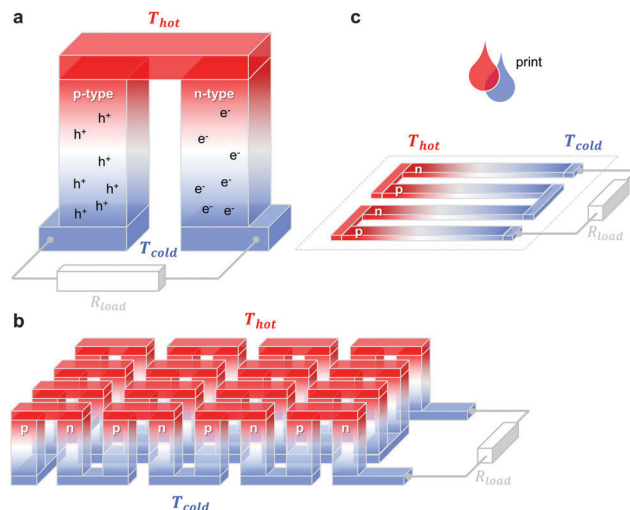 a
T_hot
p-type
n-type
h+
h+
h+
h+
h+
h+
e-
e-
e-
e-
e-
e-
e-
T_cold
R_load
c
print
T_hot
T_cold
n
p
n
p
R_load
b
T_hot
p n p n p n p n
R_load
T_cold